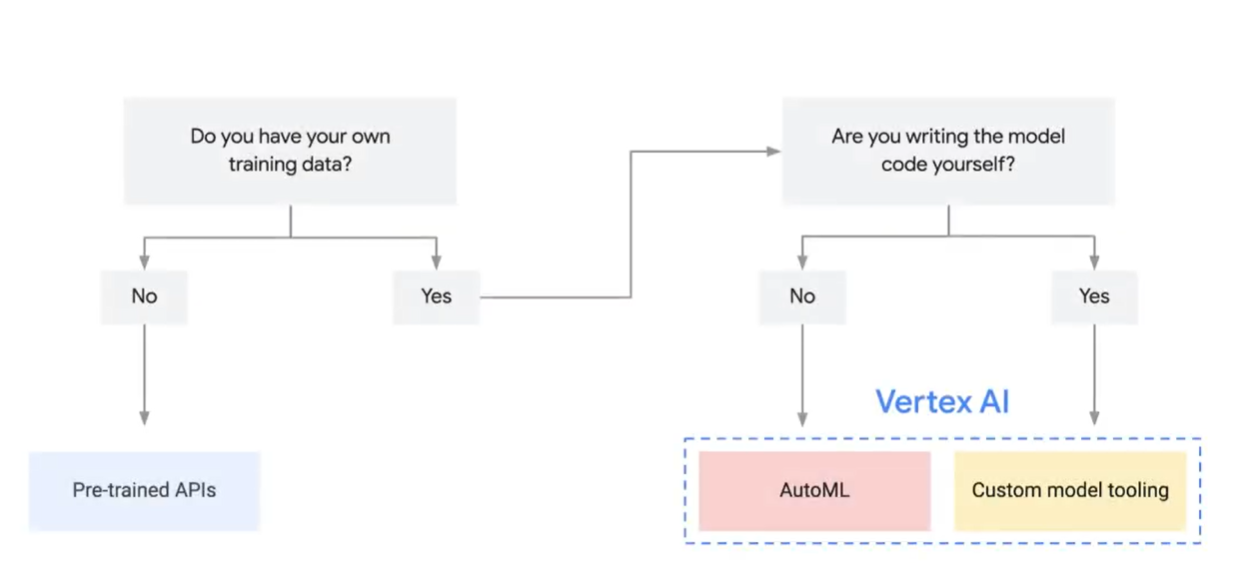 Do you have your own
training data?
Are you writing the model
code yourself?
No
Yes
No
Yes
Vertex AI
Pre-trained APIs
AutoML
Custom model tooling